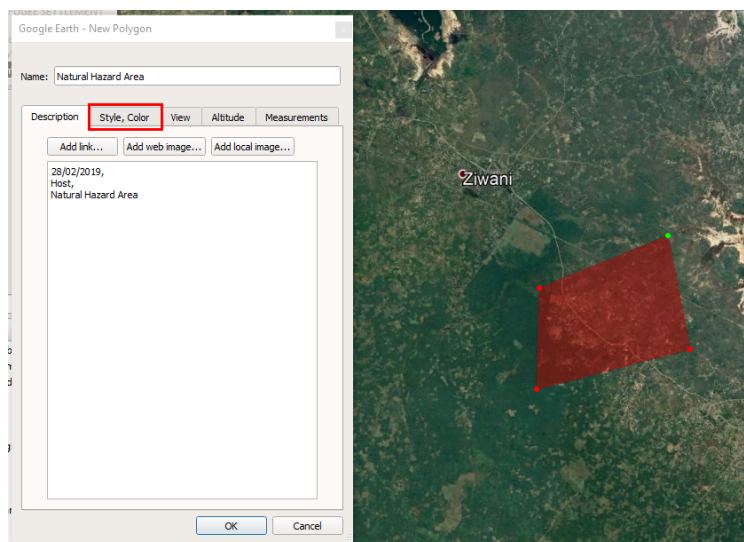 Google Earth - New Polygon
Name: Natural Hazard Area
Description Style, Color View Altitude Measurements
Add link... Add web image... Add local image...
28/02/2019,
Host,
Natural Hazard Area
OK Cancel
Ziwani